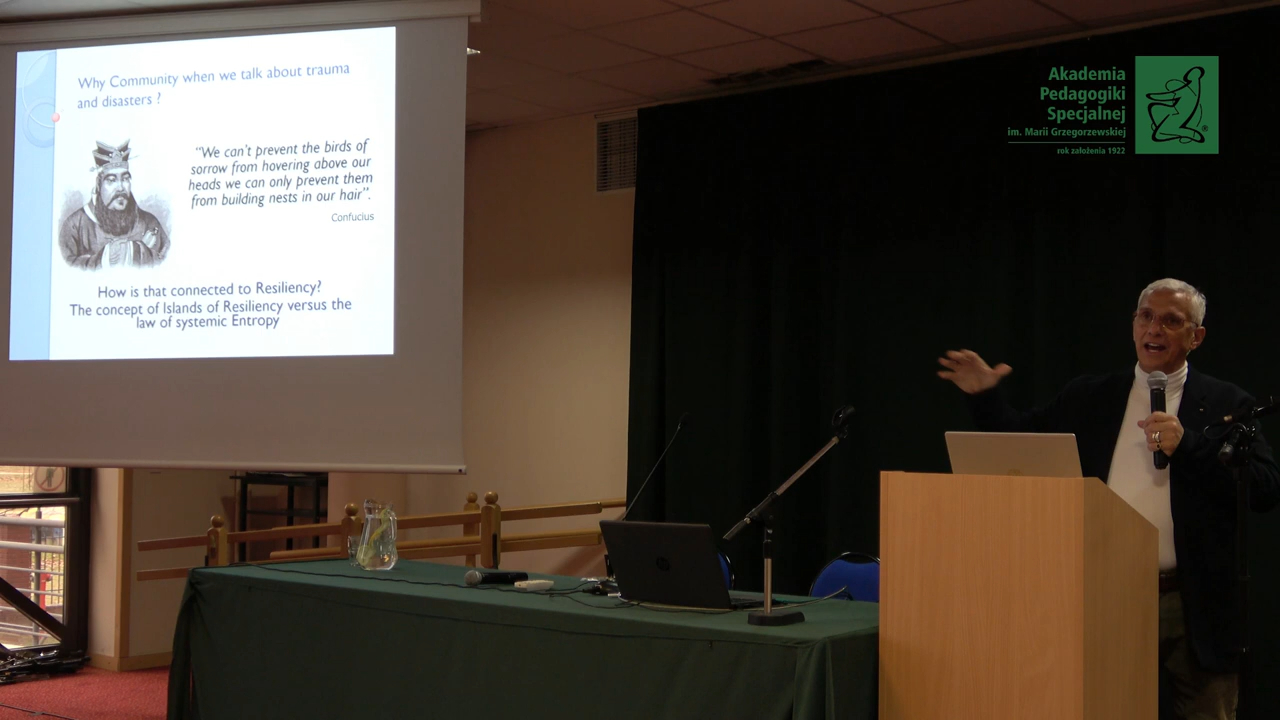 Why Community when we talk about trauma
and disasters ?
"We can't prevent the birds of
sorrow from hovering above our
heads we can only prevent them
from building nests in our hair".
Confucius
How is that connected to Resiliency?
The concept of Islands of Resiliency versus the
law of systemic Entropy
Akademia
Pedagogiki
Specjalnej
im. Marii Grzegorzewskiej
rok założenia 1922
®
hp